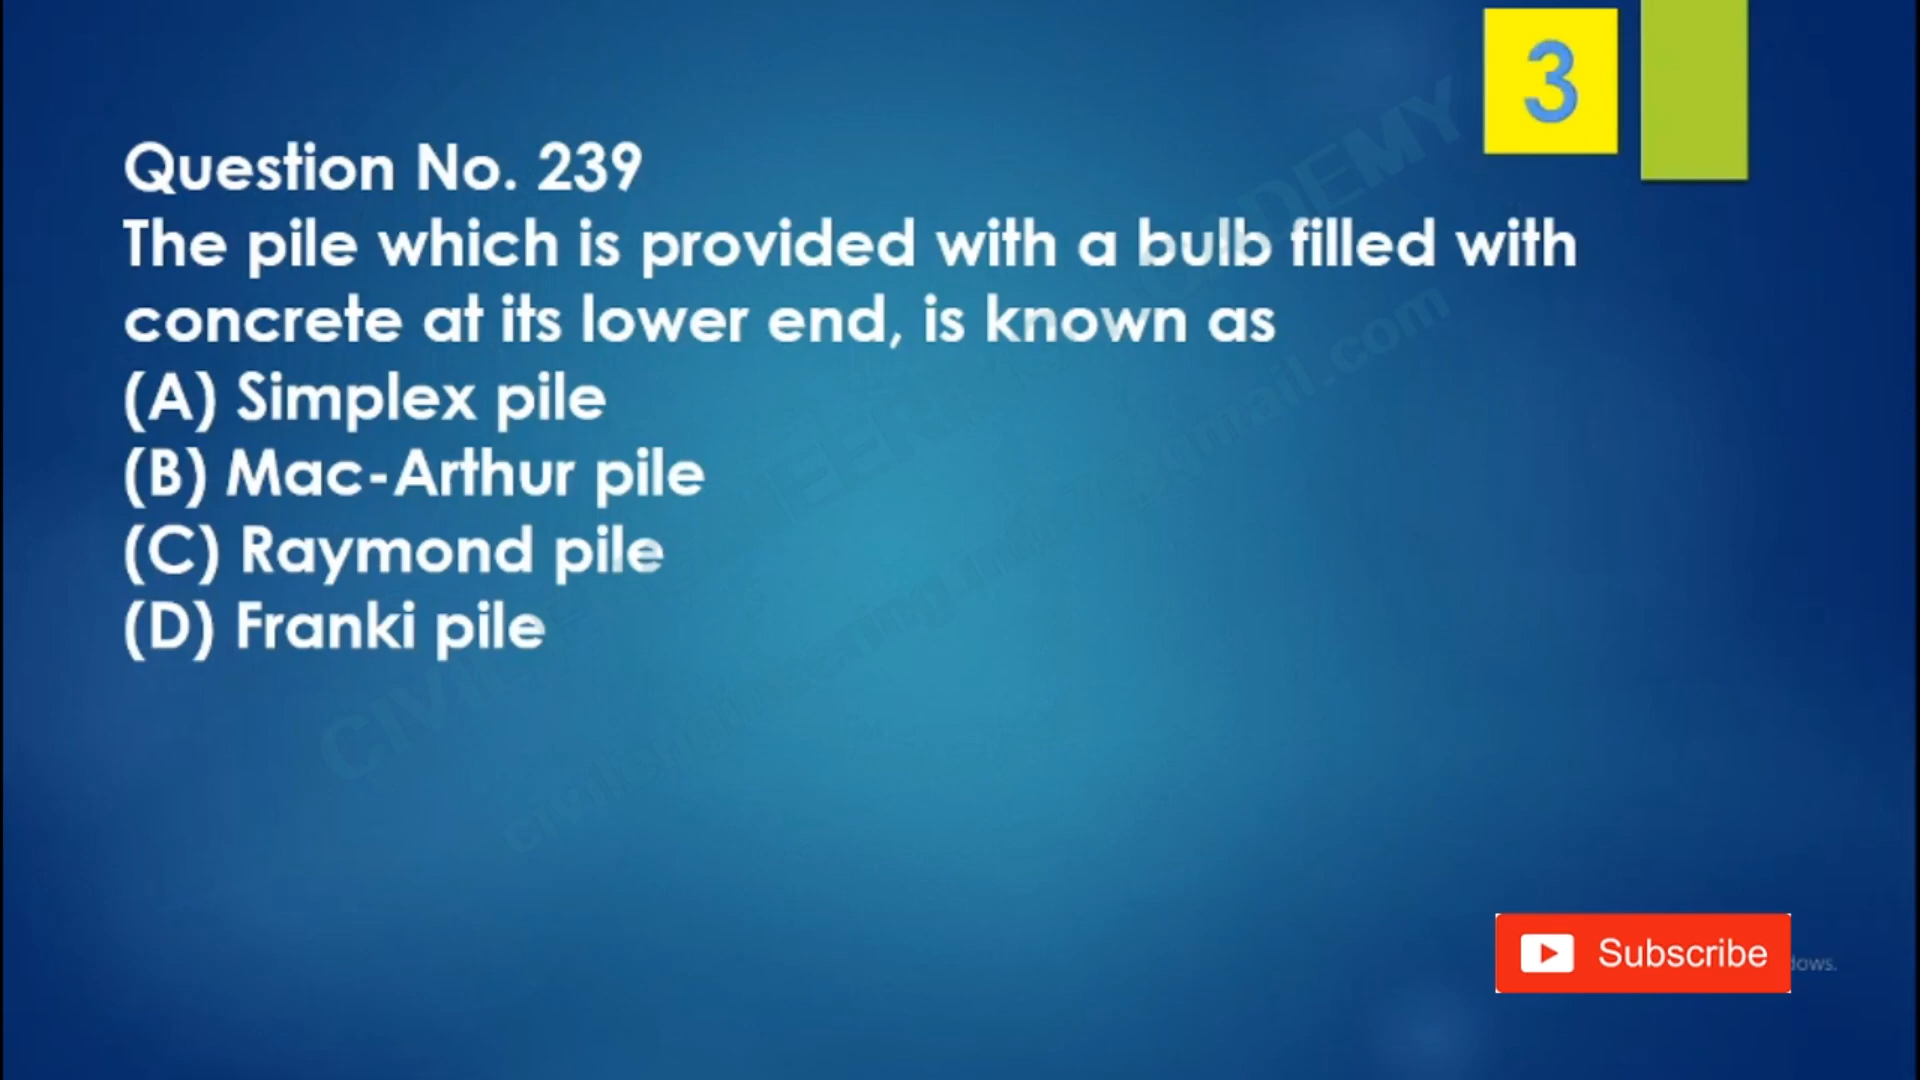 3
Question No. 239
The pile which is provided with a bulb filled with
concrete at its lower end, is known as
(A) Simplex pile
(B) Mac-Arthur pile
(C) Raymond pile
(D) Franki pile
Subscribe